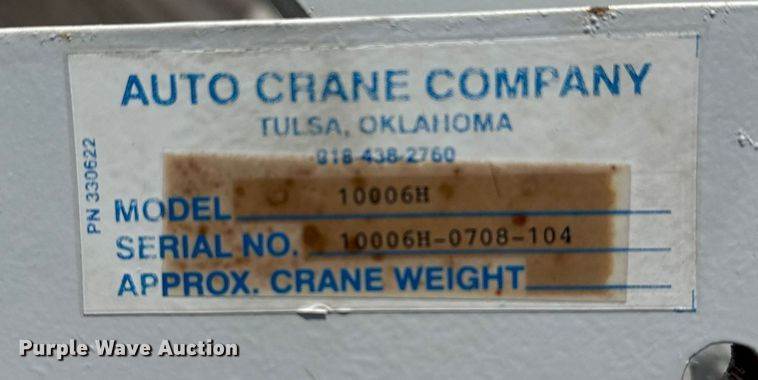 AUTO CRANE COMPANY
TULSA, OKLAHOMA
918-438-2760
PN 330622
MODEL 10006H
SERIAL NO. 10006H-0708-104
APPROX. CRANE WEIGHT
Purple Wave Auction